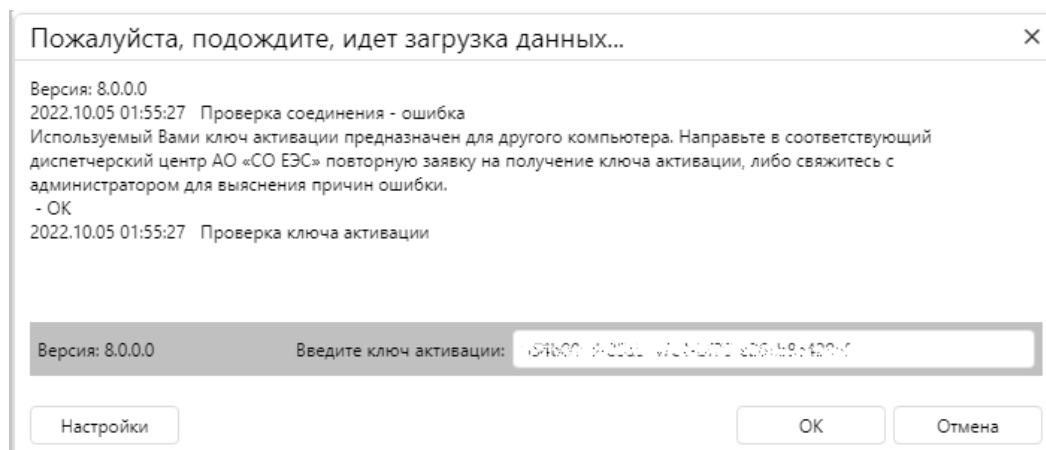 Пожалуйста, подождите, идет загрузка данных...
Версия: 8.0.0.0
2022.10.05 01:55:27 Проверка соединения - ошибка
Используемый Вами ключ активации предназначен для другого компьютера. Направьте в соответствующий
диспетчерский центр АО «СО ЕЭС» повторную заявку на получение ключа активации, либо свяжитесь с
администратором для выяснения причин ошибки.
- ОК
2022.10.05 01:55:27 Проверка ключа активации
Версия: 8.0.0.0 Введите ключ активации:
Настройки ОК Отмена